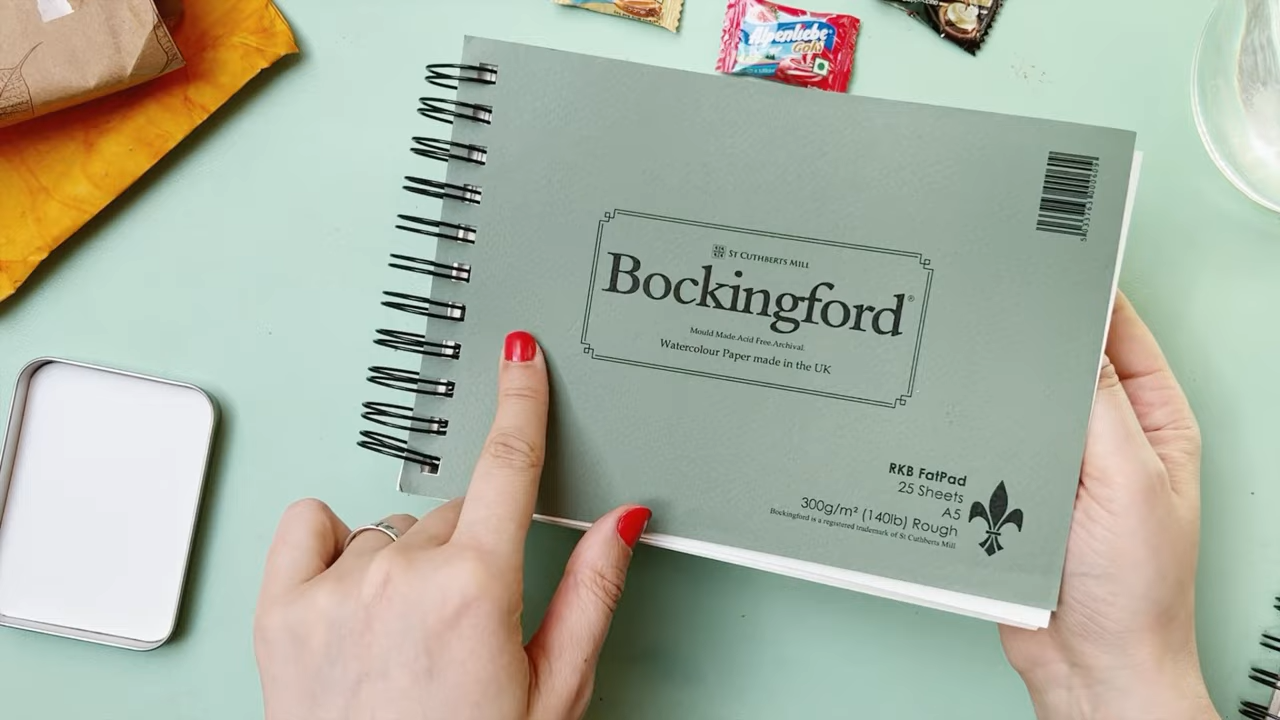 Alpenliebe
Gold
ST CUTHBERTS MILL
Bockingford®
Mould Made.Acid Free.Archival.
Watercolour Paper made in the UK
RKB FatPad
25 Sheets
A5
300g/m² (140lb) Rough
Bockingford is a registered trademark of St Cuthberts Mill